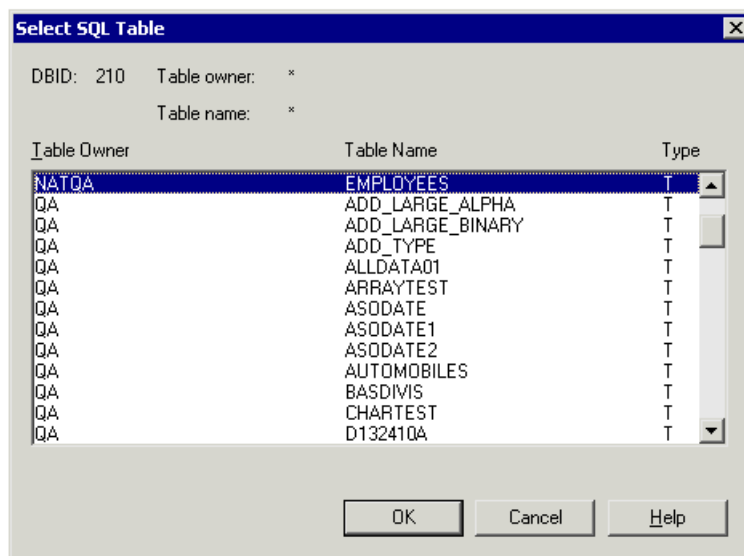 Select SQL Table
DBID: 210 Table owner: *
Table name: *
Table Owner Table Name Type
NATQA EMPLOYEES T
QA ADD_LARGE_ALPHA T
QA ADD_LARGE_BINARY T
QA ADD_TYPE T
QA ALLDATA01 T
QA ARRAYTEST T
QA ASODATE T
QA ASODATE1 T
QA ASODATE2 T
QA AUTOMOBILES T
QA BASDIVIS T
QA CHARTEST T
QA D132410A T
OK Cancel Help